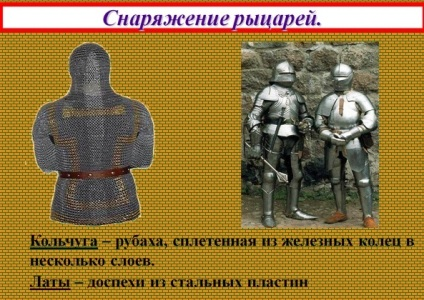 Снаряжение рыцарей.
Кольчуга – рубаха, сплетенная из железных колец в
несколько слоев.
Латы – доспехи из стальных пластин